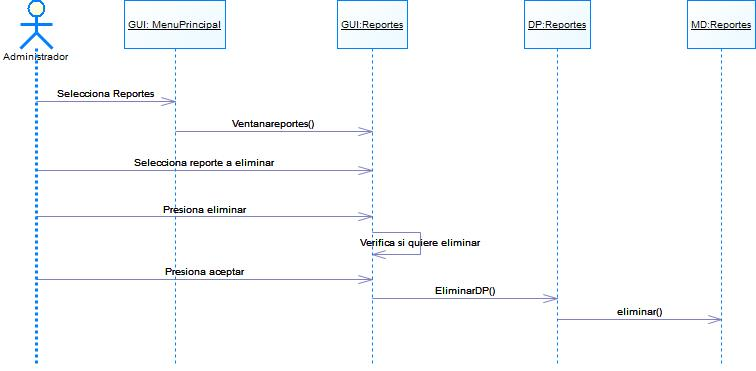 GUI: MenuPrincipal
GUI:Reportes
DP:Reportes
MD:Reportes
Administrador
Selecciona Reportes
Ventanareportes()
Selecciona reporte a eliminar
Presiona eliminar
Verifica si quiere eliminar
Presiona aceptar
EliminarDP()
eliminar()